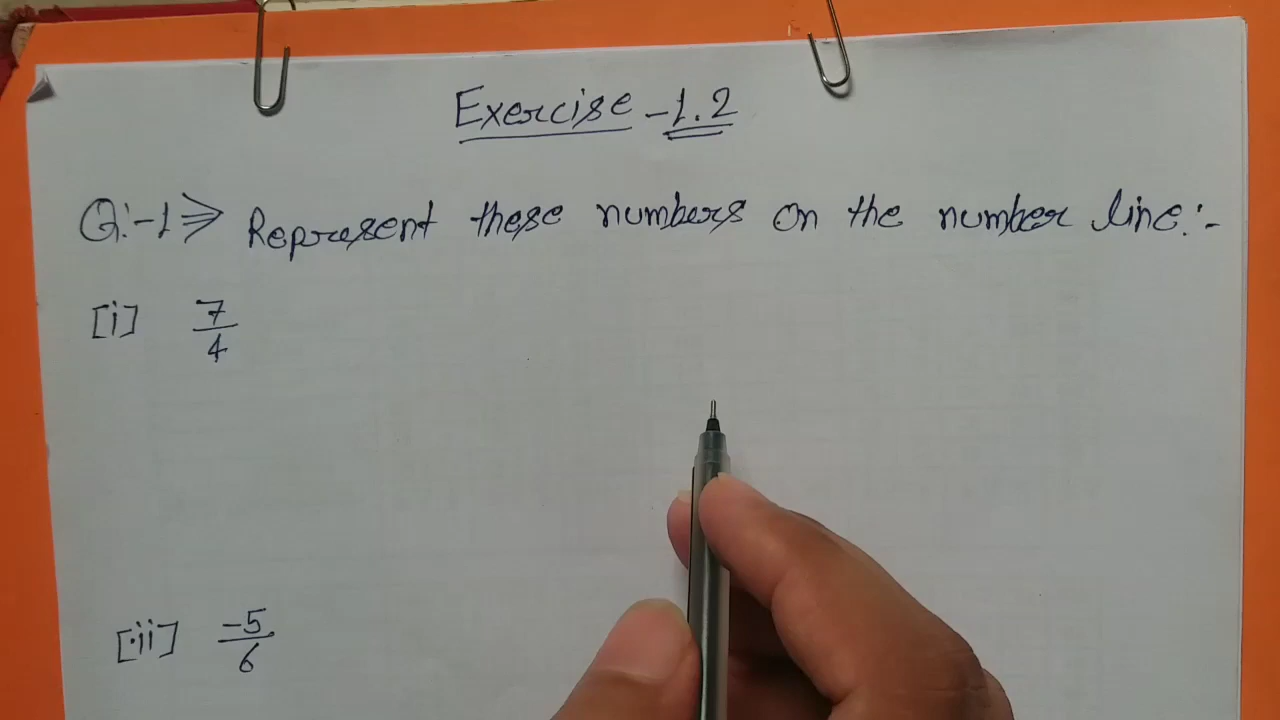 Exercise -1.2
Q:-1⇒ Represent these numbers on the number line:-
[i] 7/4
[ii] -5/6